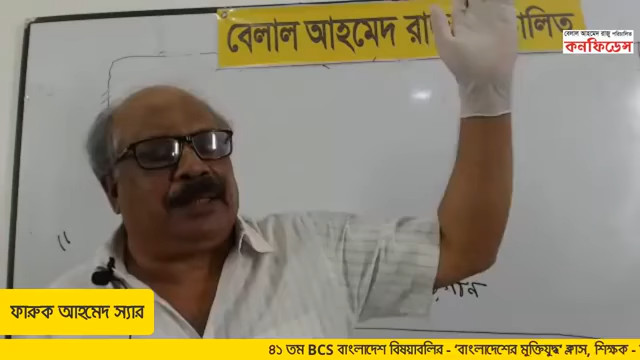 বেলাল আহমেদ রা
লিত
বেলাল আহমেদ রাজু পরিচালিত
কনফিডেন্স
ফারুক আহমেদ স্যার
৪১ তম BCS বাংলাদেশ বিষয়াবলির - ‘বাংলাদেশের মুক্তিযুদ্ধ’ ক্লাস, শিক্ষক -